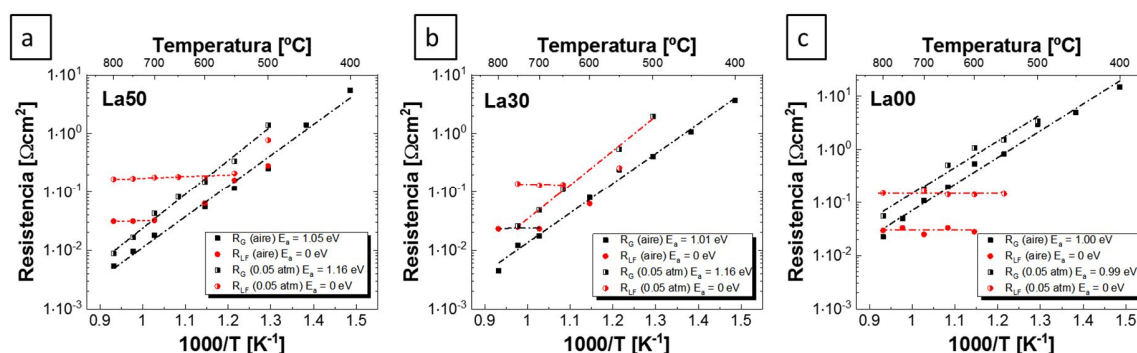 a
Temperatura [ºC]
800 700 600 500 400
La50
1·10¹
1·10⁰
1·10⁻¹
1·10⁻²
1·10⁻³
Resistencia [Ωcm²]
R_G (aire) E_a = 1.05 eV
R_LF (aire) E_a = 0 eV
R_G (0.05 atm) E_a = 1.16 eV
R_LF (0.05 atm) E_a = 0 eV
0.9 1 1.1 1.2 1.3 1.4 1.5
1000/T [K⁻¹]
b
Temperatura [ºC]
800 700 600 500 400
La30
1·10¹
1·10⁰
1·10⁻¹
1·10⁻²
1·10⁻³
Resistencia [Ωcm²]
R_G (aire) E_a = 1.01 eV
R_LF (aire) E_a = 0 eV
R_G (0.05 atm) E_a = 1.16 eV
R_LF (0.05 atm) E_a = 0 eV
0.9 1 1.1 1.2 1.3 1.4 1.5
1000/T [K⁻¹]
c
Temperatura [ºC]
800 700 600 500 400
La00
1·10¹
1·10⁰
1·10⁻¹
1·10⁻²
1·10⁻³
Resistencia [Ωcm²]
R_G (aire) E_a = 1.00 eV
R_LF (aire) E_a = 0 eV
R_G (0.05 atm) E_a = 0.99 eV
R_LF (0.05 atm) E_a = 0 eV
0.9 1 1.1 1.2 1.3 1.4 1.5
1000/T [K⁻¹]